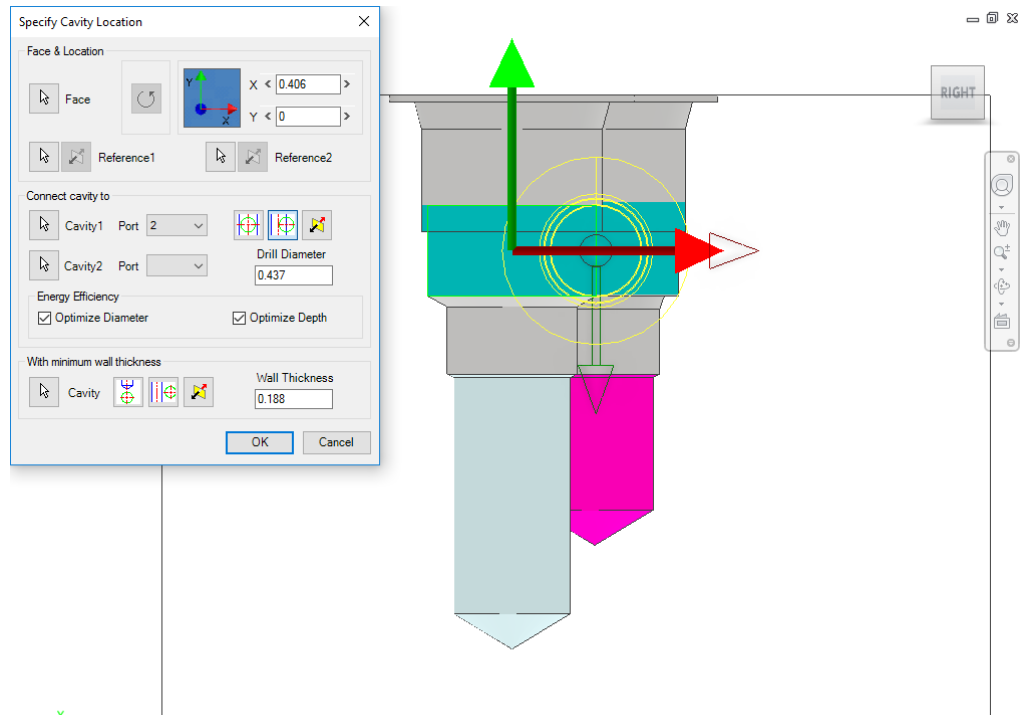 Specify Cavity Location
Face & Location
Face
Y
X
X < 0.406 >
Y < 0 >
Reference1
Reference2
Connect cavity to
Cavity1 Port 2
Cavity2 Port
Drill Diameter
0.437
Energy Efficiency
Optimize Diameter
Optimize Depth
With minimum wall thickness
Cavity
Wall Thickness
0.188
OK
Cancel
RIGHT